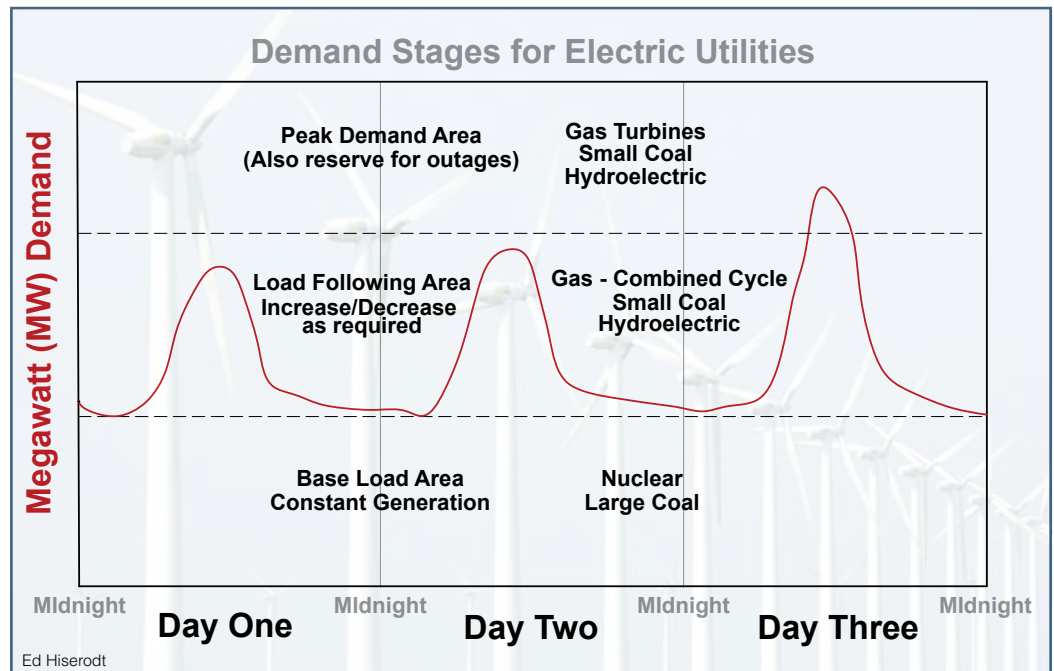 Demand Stages for Electric Utilities
Megawatt (MW) Demand
Peak Demand Area
(Also reserve for outages)
Gas Turbines
Small Coal
Hydroelectric
Load Following Area
Increase/Decrease
as required
Gas - Combined Cycle
Small Coal
Hydroelectric
Base Load Area
Constant Generation
Nuclear
Large Coal
MIdnight
MIdnight
MIdnight
MIdnight
Day One
Day Two
Day Three
Ed Hiserodt